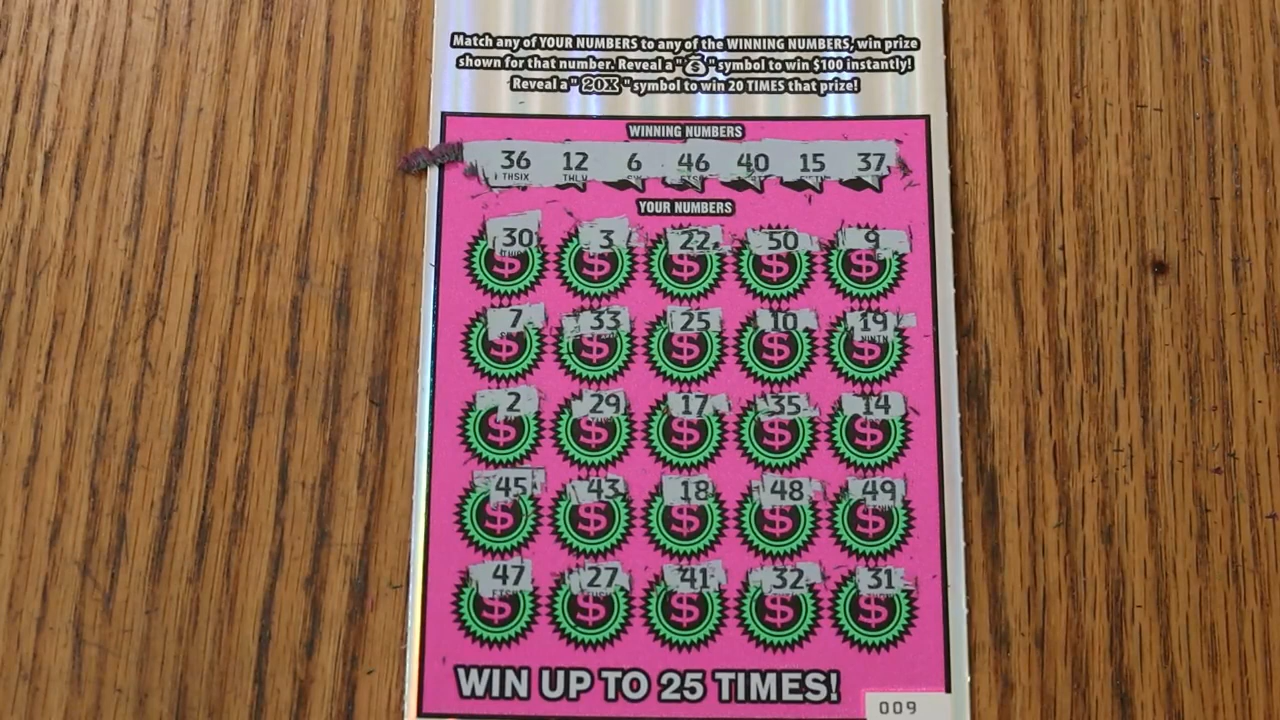 Match any of YOUR NUMBERS to any of the WINNING NUMBERS, win prize
shown for that number. Reveal a " $ " symbol to win $100 instantly!
Reveal a " 20X " symbol to win 20 TIMES that prize!
WINNING NUMBERS
36 12 6 46 40 15 37
THSIX
YOUR NUMBERS
30 3 22 50 9
$ $ $ $ $
7 33 25 10 19
$ $ $ $ $
2 29 17 35 14
$ $ $ $ $
45 43 18 48 49
$ $ $ $ $
47 27 41 32 31
$ $ $ $ $
WIN UP TO 25 TIMES!
009